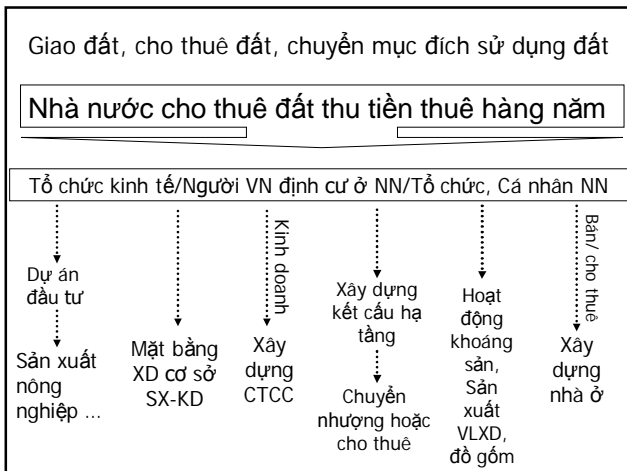 Giao đất, cho thuê đất, chuyển mục đích sử dụng đất
Nhà nước cho thuê đất thu tiền thuê hàng năm
Tổ chức kinh tế/Người VN định cư ở NN/Tổ chức, Cá nhân NN
Dự án
đầu tư
Sản xuất
nông
nghiệp ...
Mặt bằng
XD cơ sở
SX-KD
Kinh doanh
Xây
dựng
CTCC
Xây dựng
kết cấu hạ
tầng
Chuyển
nhượng hoặc
cho thuê
Hoạt
động
khoáng
sản,
Sản
xuất
VLXD,
đồ gốm
Bán/ cho thuê
Xây
dựng
nhà ở